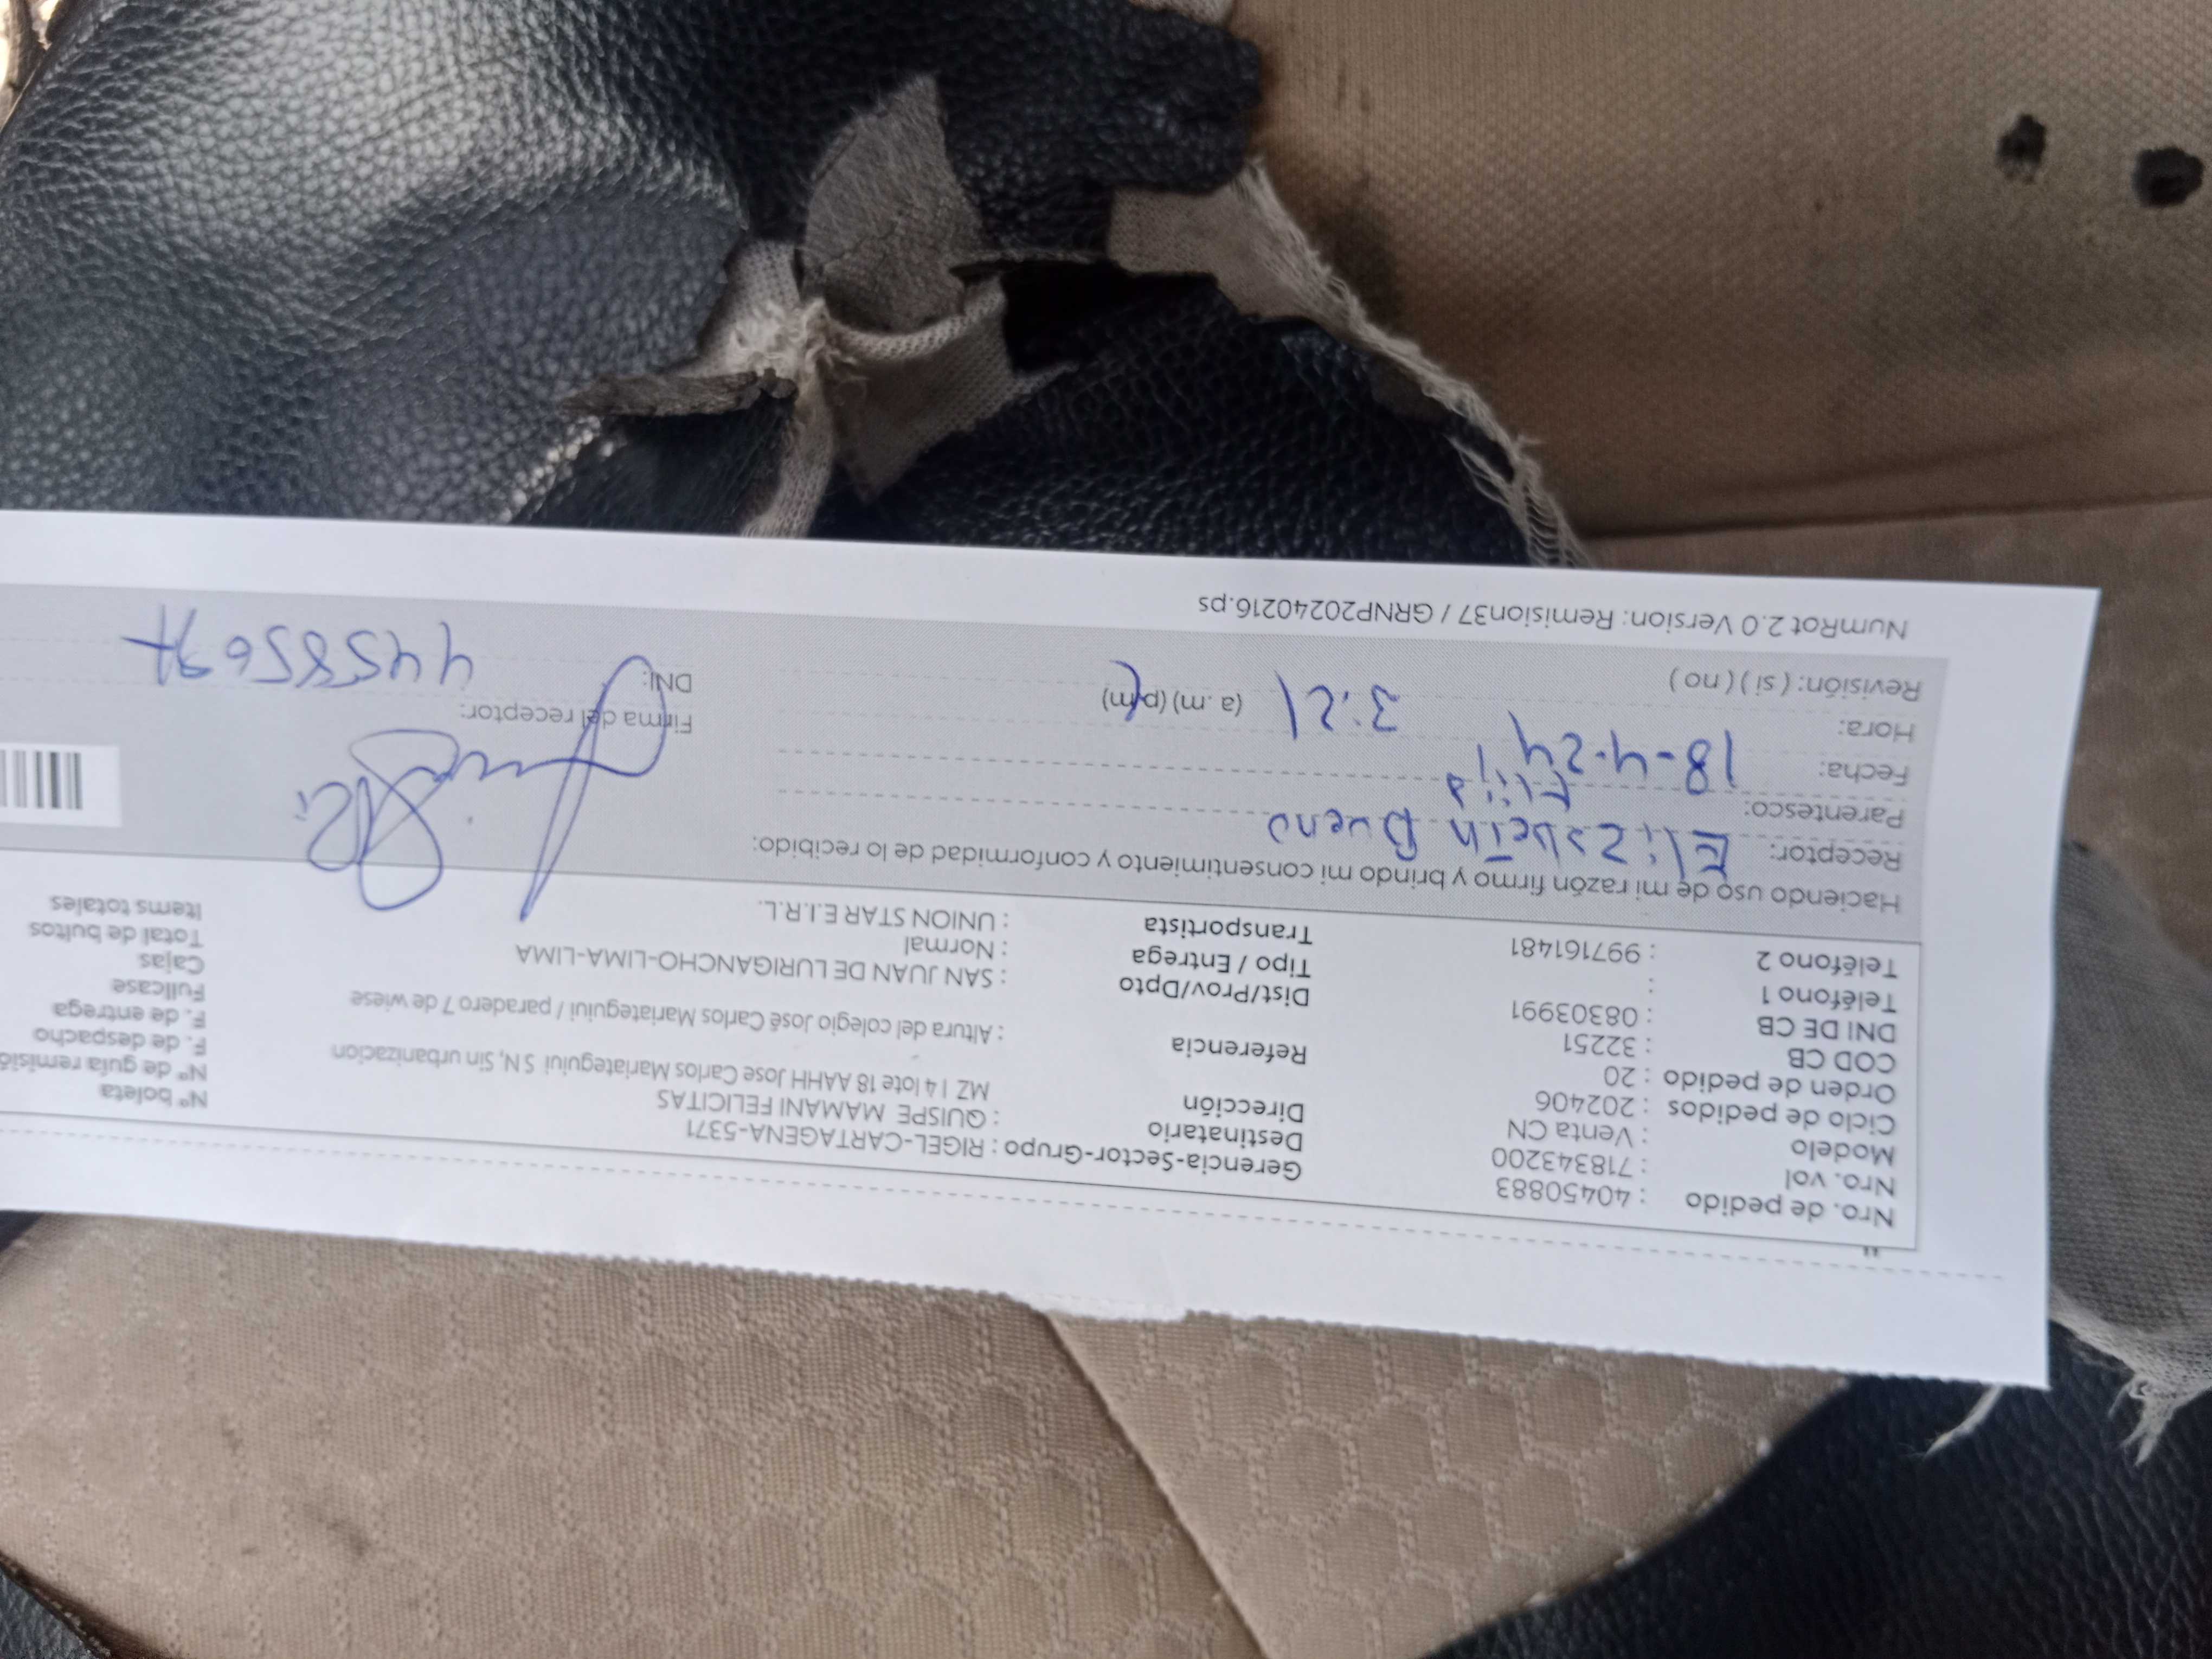 Nro. de pedido : 40450883
Nro. vol : 718343200
Modelo : Venta CN
Ciclo de pedidos : 202406
Orden de pedido : 20
COD CB : 32251
DNI DE CB : 08303991
Teléfono 1 :
Teléfono 2 : 997161481
Gerencia-Sector-Grupo : RIGEL-CARTAGENA-5371
Destinatario : QUISPE MAMANI FELICITAS
Dirección MZ I 4 lote 18 AAHH Jose Carlos Mariateguiui S N, Sin urbanizacion
Referencia : Altura del colegio José Carlos Mariateguiui / paradero 7 de wiese
Dist/Prov/Dpto : SAN JUAN DE LURIGANCHO-LIMA-LIMA
Tipo / Entrega : Normal
Transportista : UNION STAR E.I.R.L.
Nº boleta
Nº de guía remisió
F. de despacho
F. de entrega
Fullcase
Cajas
Total de bultos
Items totales
Haciendo uso de mi razón firmo y brindo mi consentimiento y conformidad de lo recibido:
Receptor: Elizabeth Bueno
Parentesco:
Fecha: 18-4-24
Hora: 3:21 (a.m) (p.m)
Revisión: ( si ) ( no )
Firma del receptor:
DNI:
NumRot 2.0 Version: Remision37 / GRNP20240216.ps